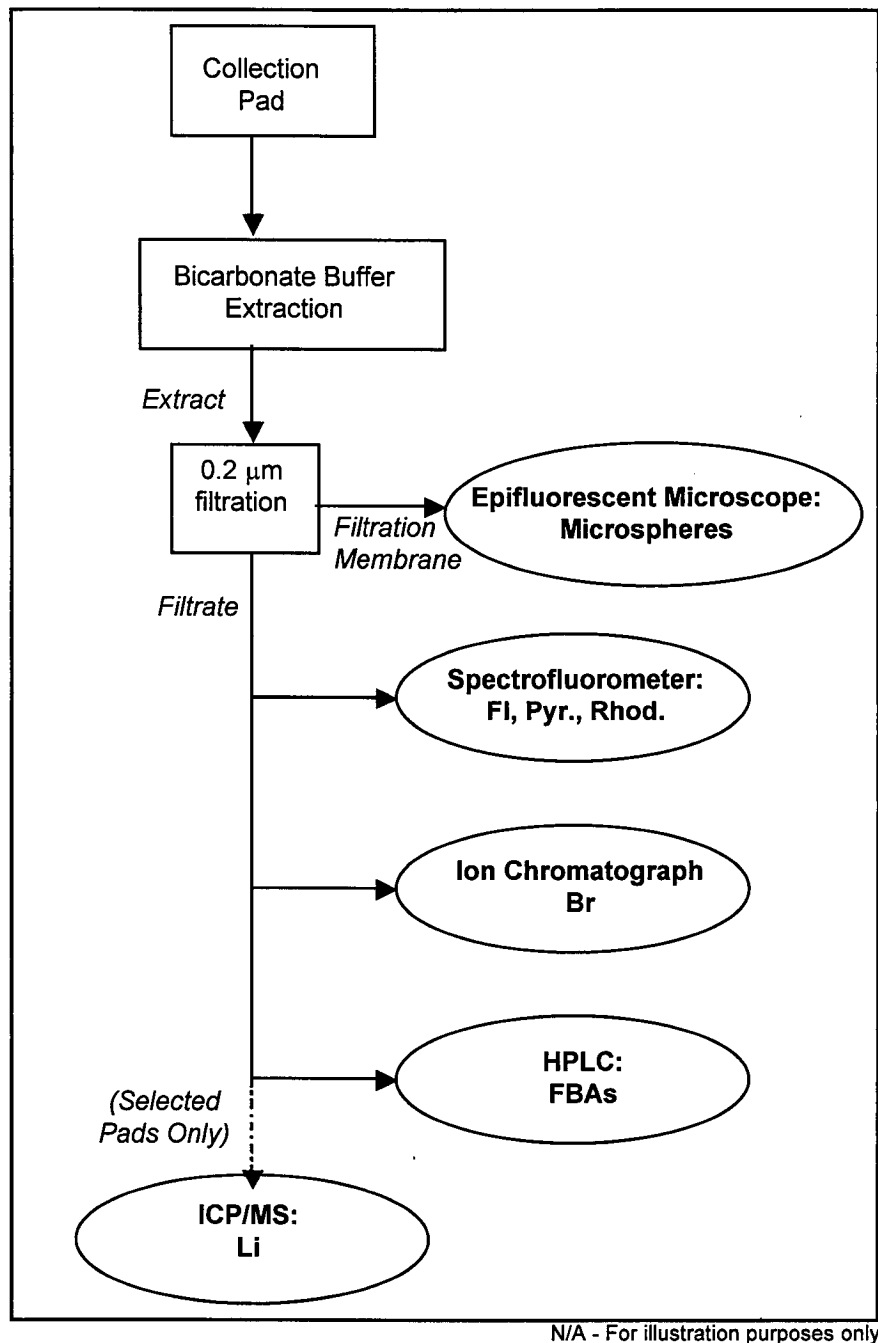 Collection
Pad
Bicarbonate Buffer
Extraction
Extract
0.2 μm
filtration
Filtration
Membrane
Epifluorescent Microscope:
Microspheres
Filtrate
Spectrofluorometer:
Fl, Pyr., Rhod.
Ion Chromatograph
Br
HPLC:
FBAs
(Selected
Pads Only)
ICP/MS:
Li
N/A - For illustration purposes only